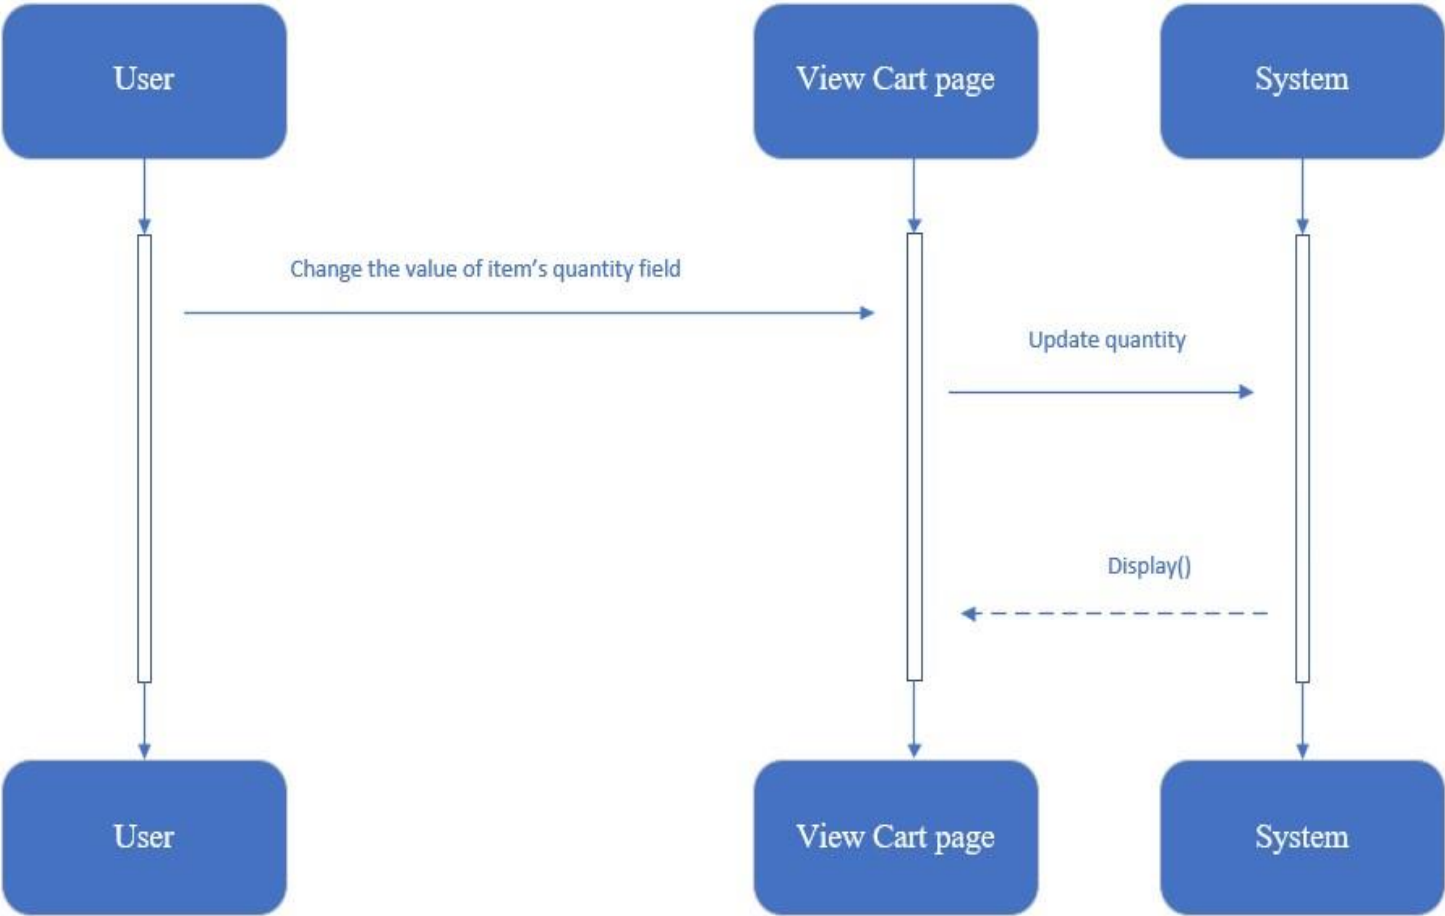 User
View Cart page
System
Change the value of item's quantity field
Update quantity
Display()
User
View Cart page
System